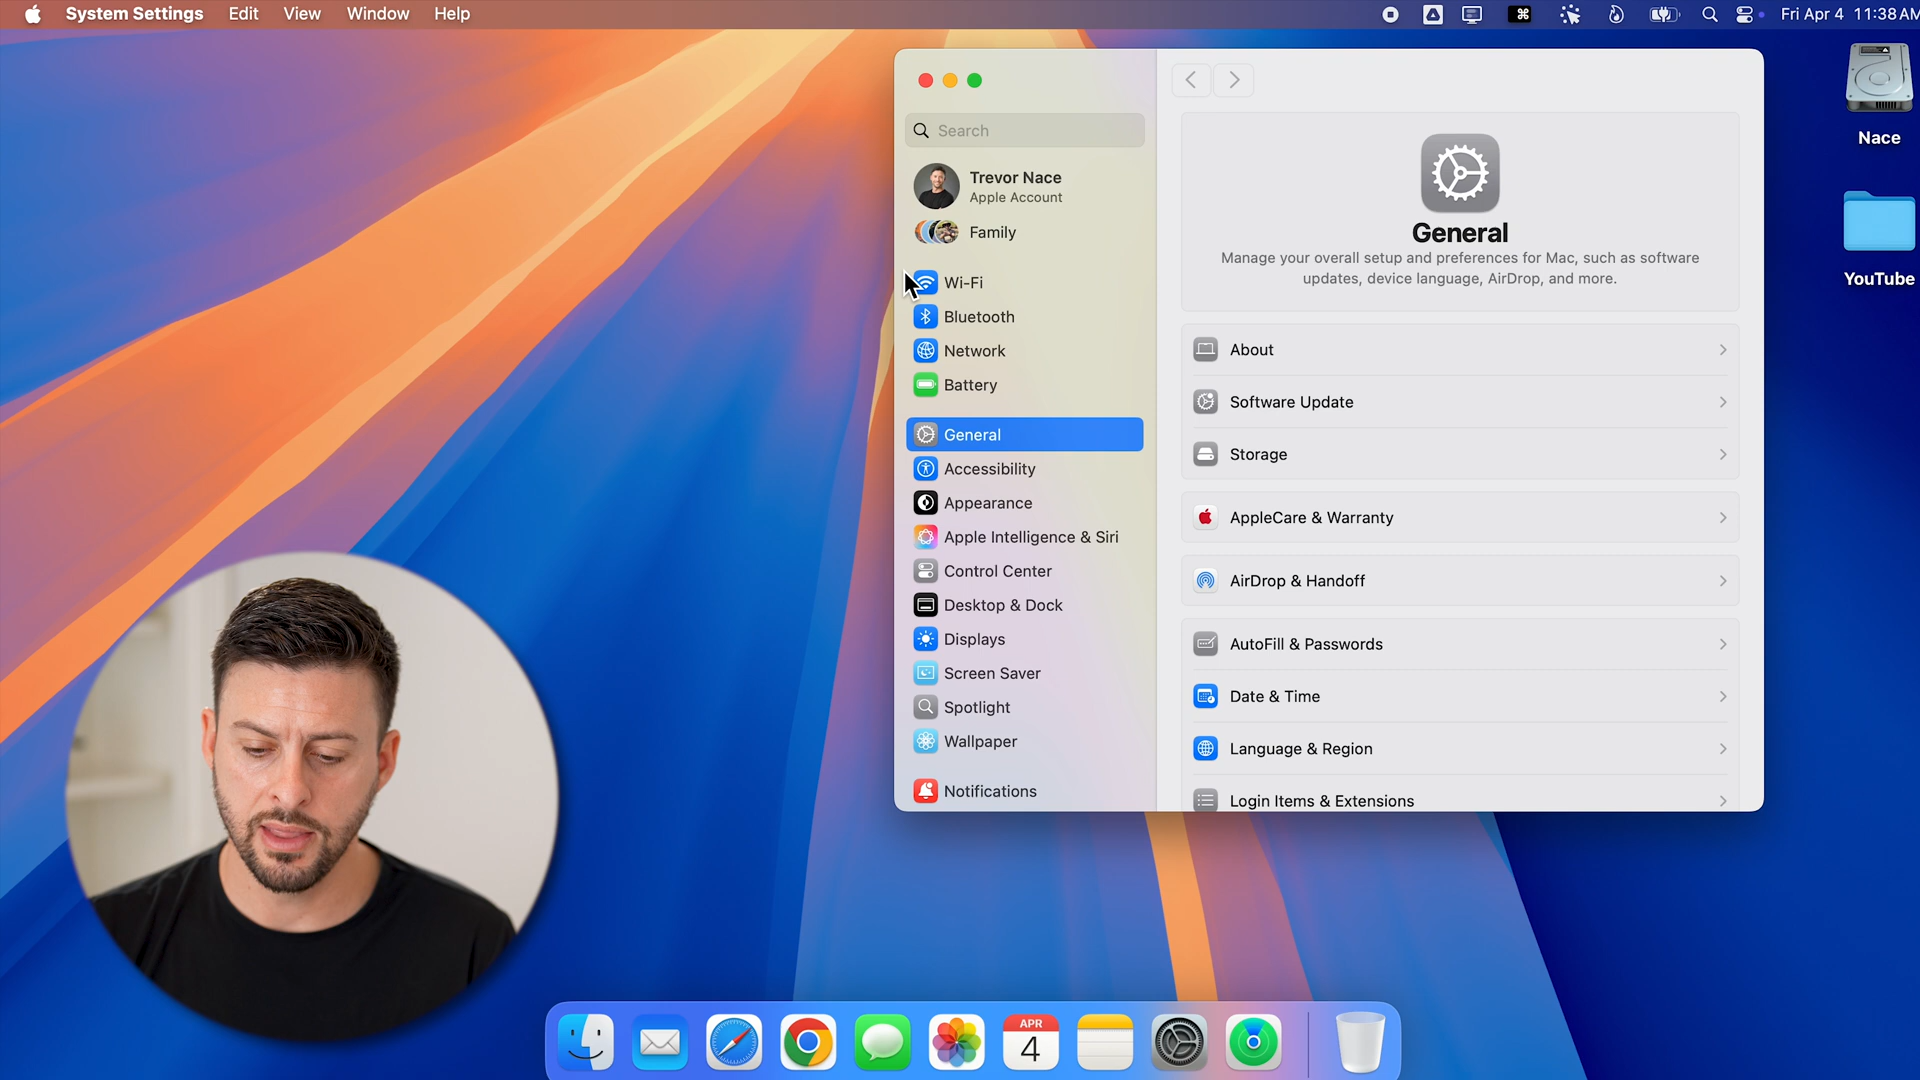 System Settings Edit View Window Help
Fri Apr 4 11:38 AM
Search
Trevor Nace
Apple Account
Family
Wi-Fi
Bluetooth
Network
Battery
General
Accessibility
Appearance
Apple Intelligence & Siri
Control Center
Desktop & Dock
Displays
Screen Saver
Spotlight
Wallpaper
Notifications
General
Manage your overall setup and preferences for Mac, such as software
updates, device language, AirDrop, and more.
About
Software Update
Storage
AppleCare & Warranty
AirDrop & Handoff
AutoFill & Passwords
Date & Time
Language & Region
Login Items & Extensions
Nace
YouTube
APR
4